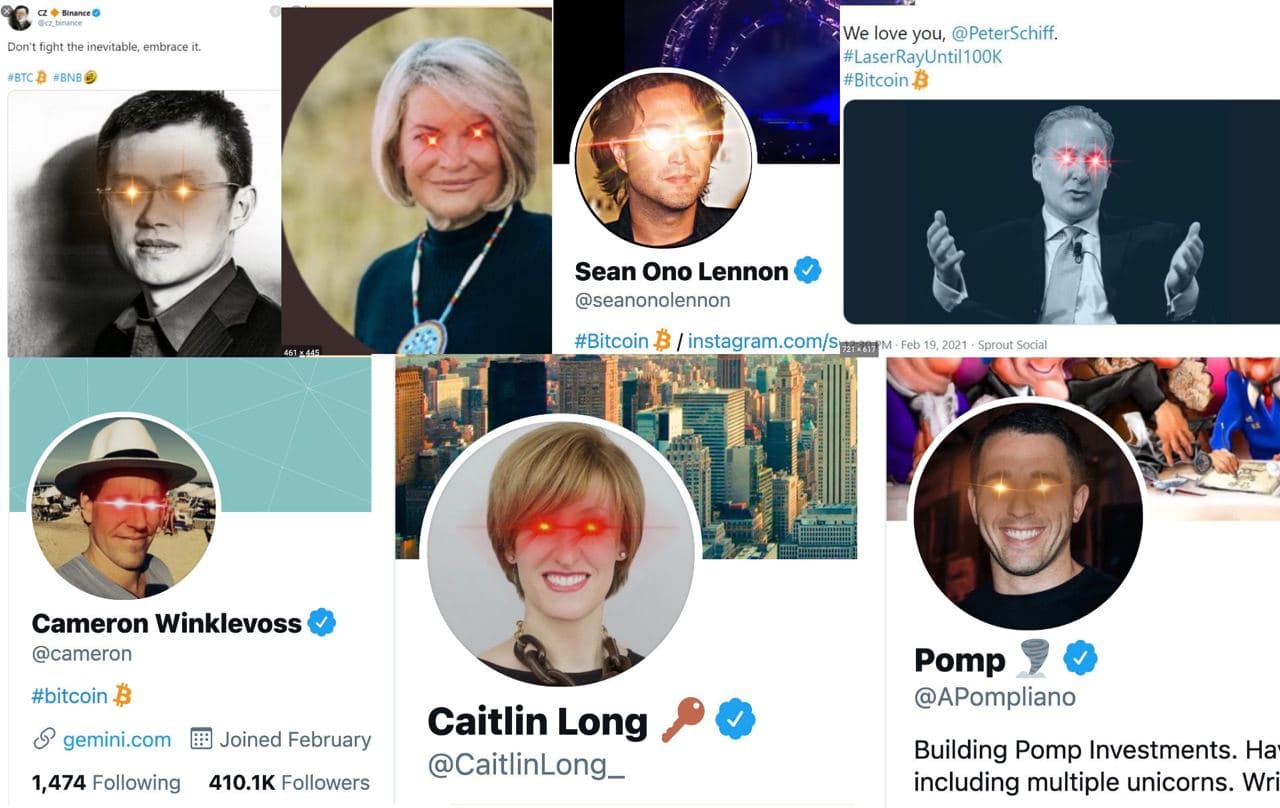 CZ Binance
@cz_binance
Don't fight the inevitable, embrace it.
#BTC #BNB
461 x 445
Sean Ono Lennon
@seanonolennon
#Bitcoin / instagram.com/s
We love you, @PeterSchiff.
#LaserRayUntil100K
#Bitcoin
721 x 617
PM · Feb 19, 2021 · Sprout Social
Cameron Winklevoss
@cameron
#bitcoin
gemini.com Joined February
1,474 Following 410.1K Followers
Caitlin Long
@CaitlinLong_
Pomp
@APompliano
Building Pomp Investments. Ha
including multiple unicorns. Wri